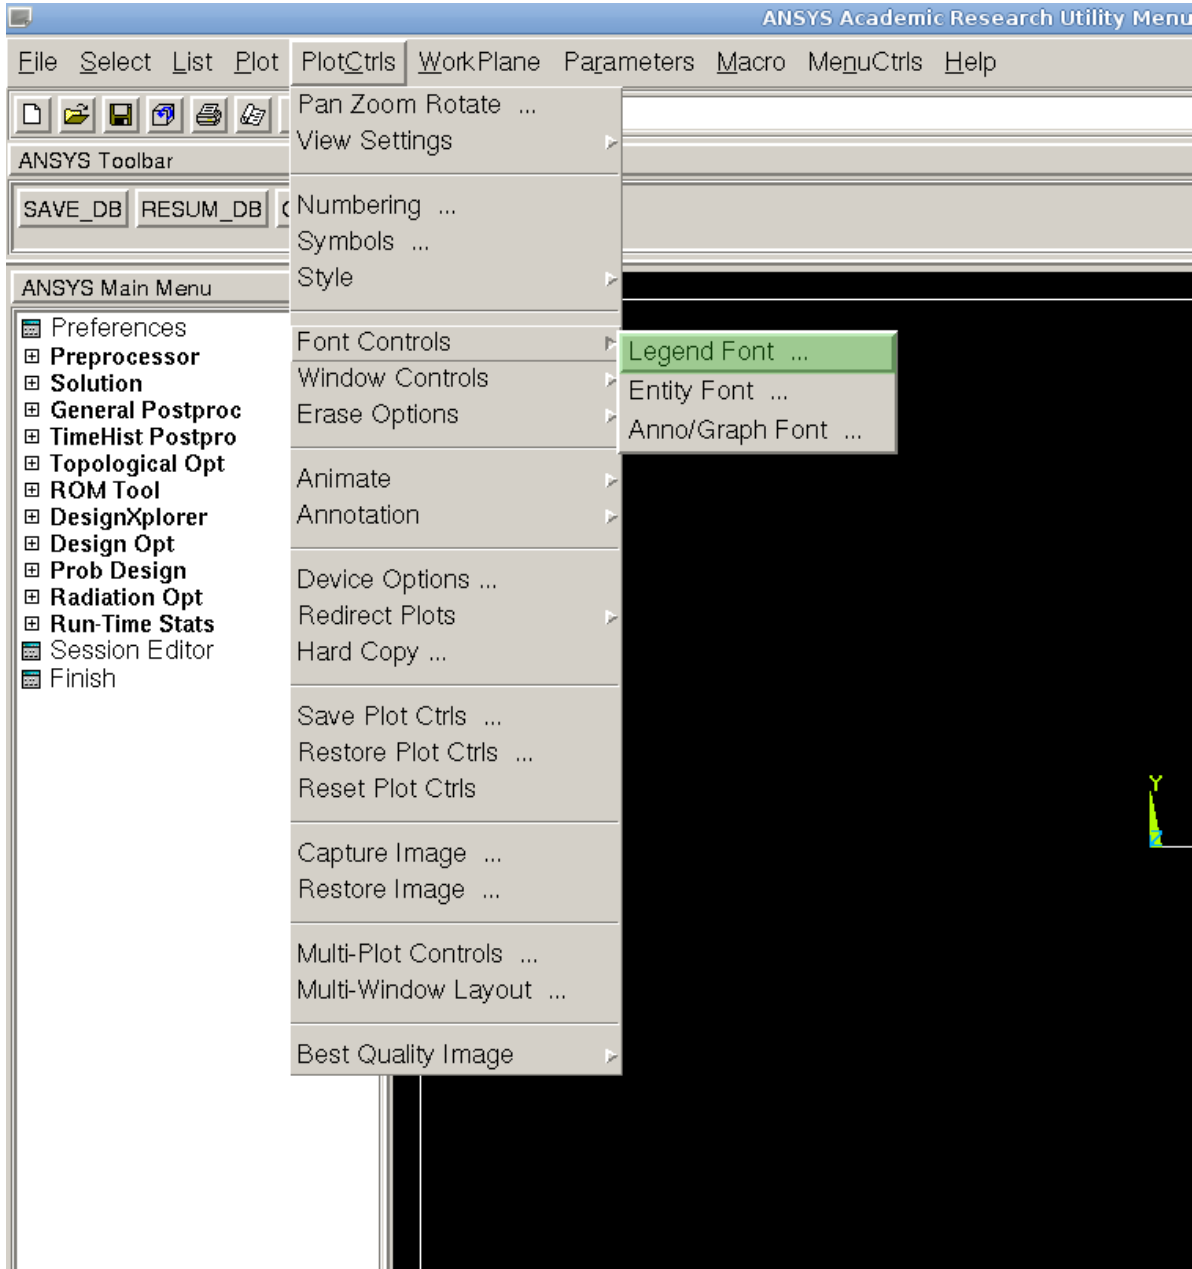 ANSYS Academic Research Utility Menu
File Select List Plot PlotCtrls WorkPlane Parameters Macro MenuCtrls Help
ANSYS Toolbar
SAVE_DB RESUM_DB
ANSYS Main Menu
Preferences
Preprocessor
Solution
General Postproc
TimeHist Postpro
Topological Opt
ROM Tool
DesignXplorer
Design Opt
Prob Design
Radiation Opt
Run-Time Stats
Session Editor
Finish
Pan Zoom Rotate ...
View Settings
Numbering ...
Symbols ...
Style
Font Controls
Window Controls
Erase Options
Animate
Annotation
Device Options ...
Redirect Plots
Hard Copy ...
Save Plot Ctrls ...
Restore Plot Ctrls ...
Reset Plot Ctrls
Capture Image ...
Restore Image ...
Multi-Plot Controls ...
Multi-Window Layout ...
Best Quality Image
Legend Font ...
Entity Font ...
Anno/Graph Font ...
Y
Z